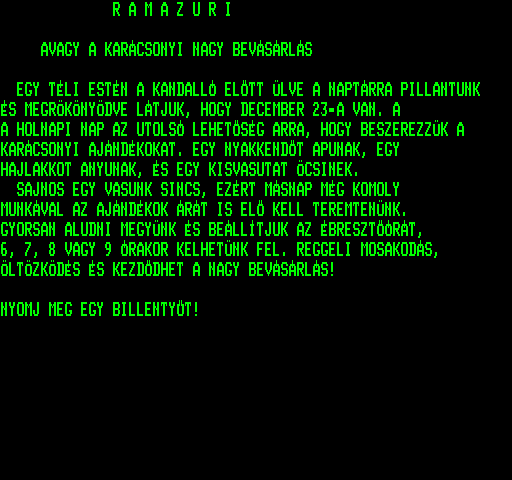 R A M A Z U R I
AVAGY A KARÁCSONYI NAGY BEVÁSÁRLÁS
EGY TÉLI ESTÉN A KANDALLÓ ELŐTT ÜLVE A NAPTÁRRA PILLANTUNK
ÉS MEGRÖKÖNYÖDVE LÁTJUK, HOGY DECEMBER 23-A VAN. A
A HOLNAPI NAP AZ UTOLSÓ LEHETŐSÉG ARRA, HOGY BESZEREZZÜK A
KARÁCSONYI AJÁNDÉKOKAT. EGY NYAKKENDŐT APUNAK, EGY
HAJLAKKOT ANYUNAK, ÉS EGY KISVASUTAT ÖCSINEK.
SAJNOS EGY VASUNK SINCS, EZÉRT MÁSNAP MÉG KOMOLY
MUNKÁVAL AZ AJÁNDÉKOK ÁRÁT IS ELŐ KELL TEREMTENÜNK.
GYORSAN ALUDNI MEGYÜNK ÉS BEÁLLÍTJUK AZ ÉBRESZTŐÓRÁT,
6, 7, 8 VAGY 9 ÓRAKOR KELHETÜNK FEL. REGGELI MOSAKODÁS,
ÖLTÖZKÖDÉS ÉS KEZDŐDHET A NAGY BEVÁSÁRLÁS!
NYOMJ MEG EGY BILLENTYŰT!